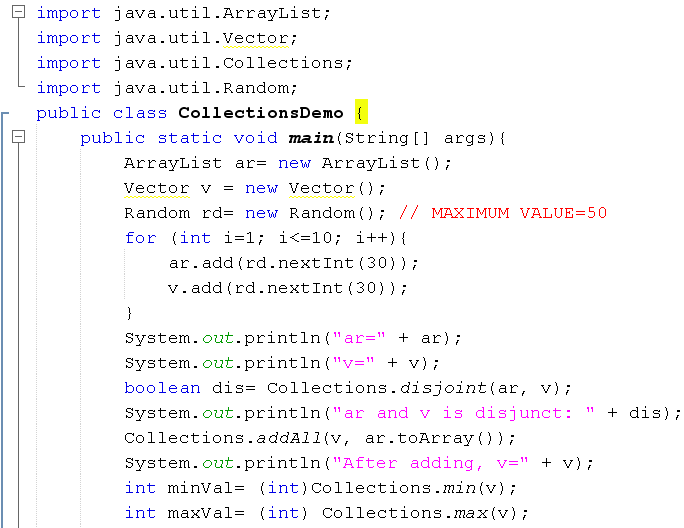 import java.util.ArrayList;
import java.util.Vector;
import java.util.Collections;
import java.util.Random;
public class CollectionsDemo {
public static void main(String[] args){
ArrayList ar= new ArrayList();
Vector v = new Vector();
Random rd= new Random(); // MAXIMUM VALUE=50
for (int i=1; i<=10; i++){
ar.add(rd.nextInt(30));
v.add(rd.nextInt(30));
}
System.out.println("ar=" + ar);
System.out.println("v=" + v);
boolean dis= Collections.disjoint(ar, v);
System.out.println("ar and v is disjunct: " + dis);
Collections.addAll(v, ar.toArray());
System.out.println("After adding, v=" + v);
int minVal= (int)Collections.min(v);
int maxVal= (int) Collections.max(v);